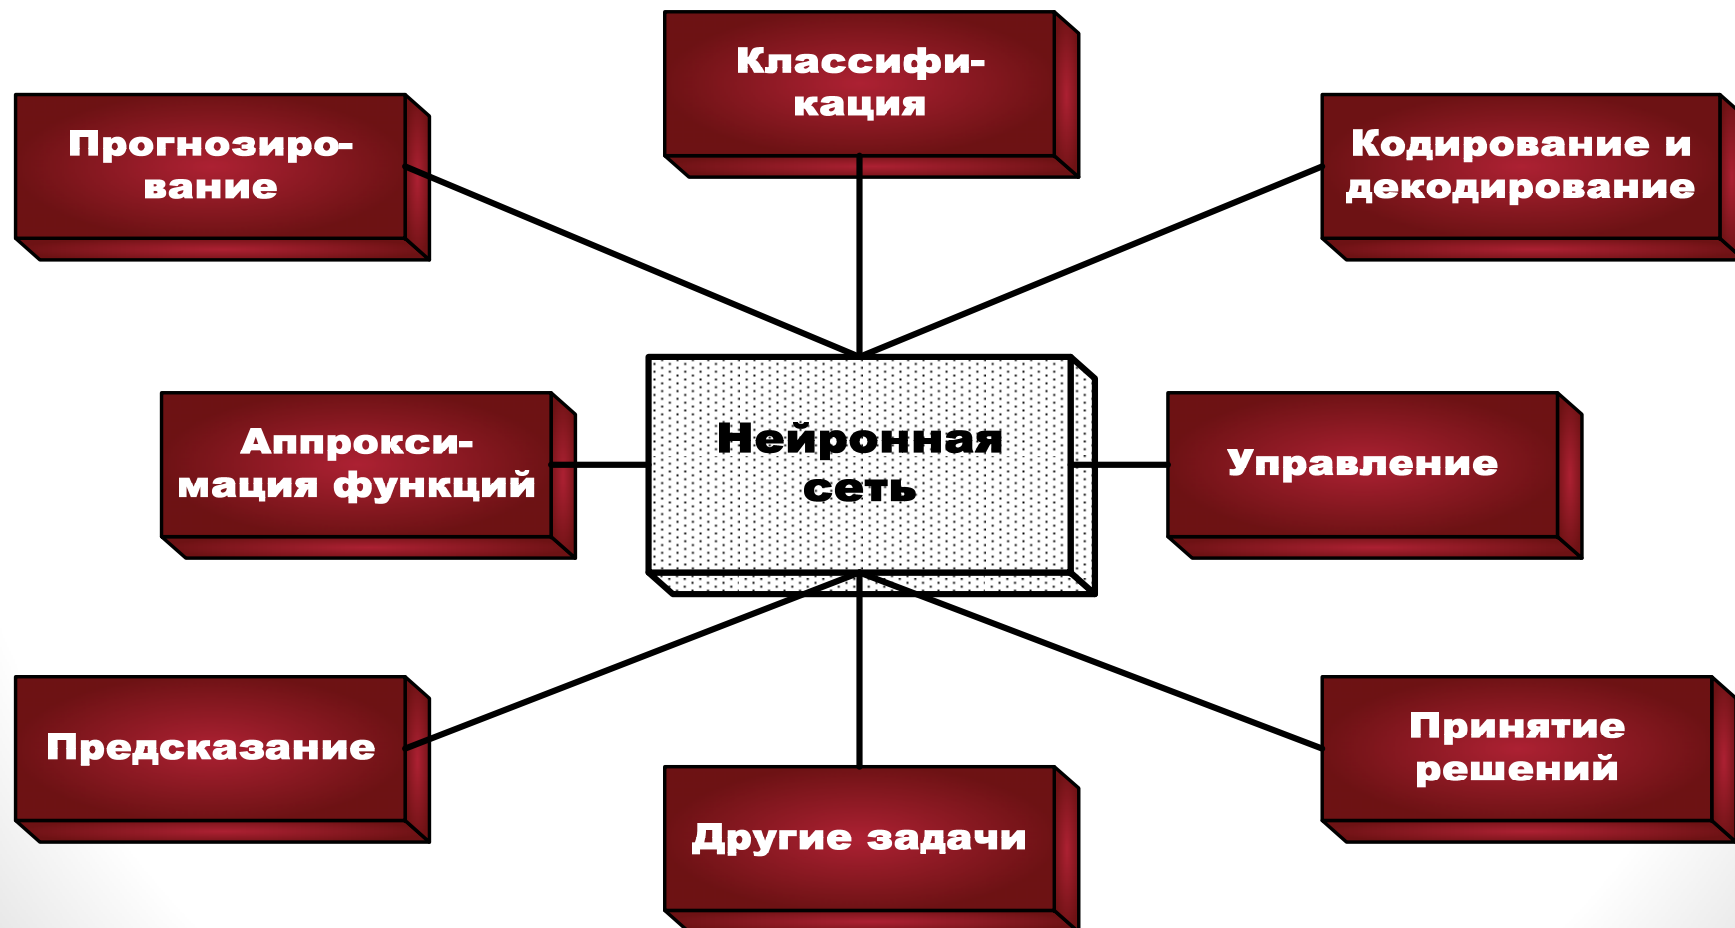 Классифи-
кация
Прогнозиро-
вание
Кодирование и
декодирование
Аппрокси-
мация функций
Нейронная
сеть
Управление
Предсказание
Принятие
решений
Другие задачи